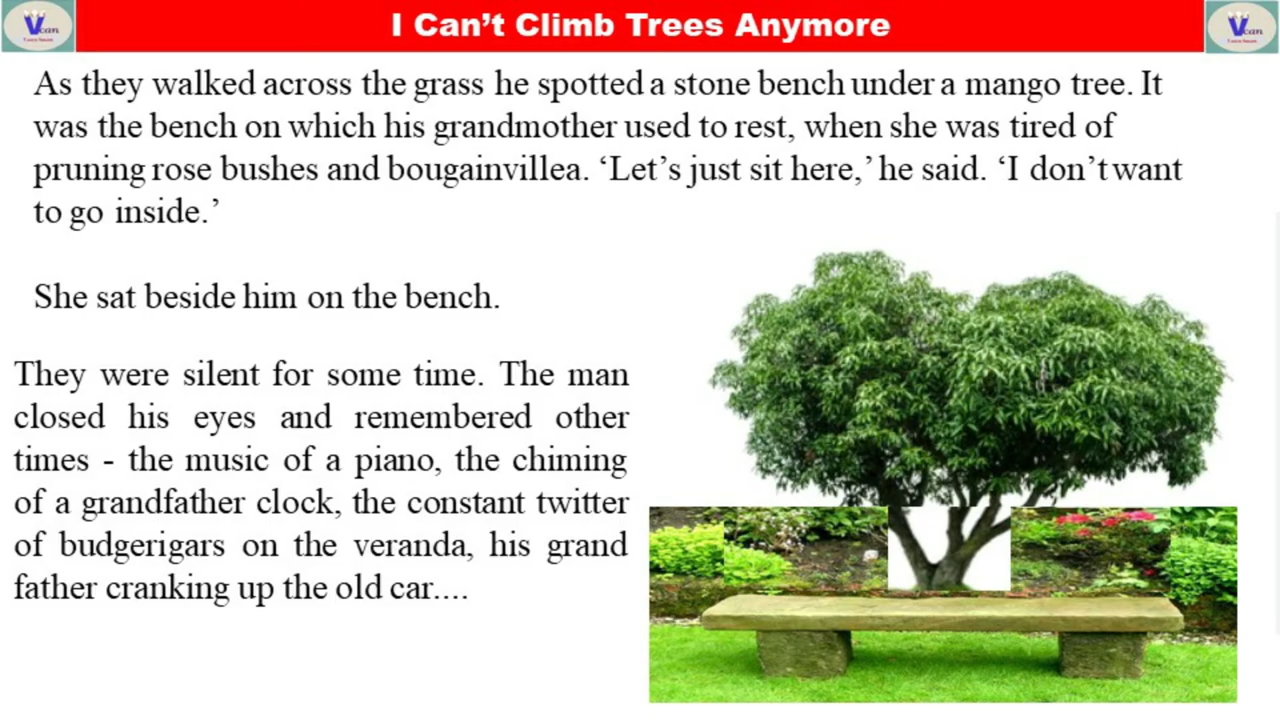 I Can't Climb Trees Anymore
Vcan
Vcan
As they walked across the grass he spotted a stone bench under a mango tree. It
was the bench on which his grandmother used to rest, when she was tired of
pruning rose bushes and bougainvillea. ‘Let’s just sit here,’ he said. ‘I don’t want
to go inside.’
She sat beside him on the bench.
They were silent for some time. The man
closed his eyes and remembered other
times - the music of a piano, the chiming
of a grandfather clock, the constant twitter
of budgerigars on the veranda, his grand
father cranking up the old car....